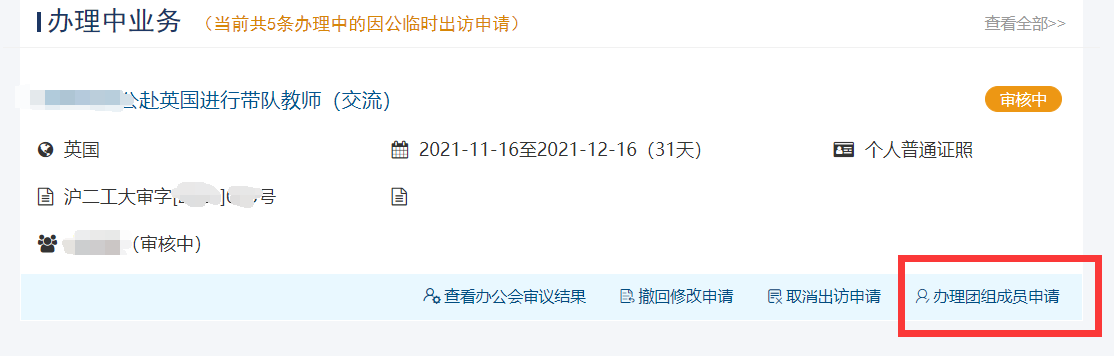 办理中业务 （当前共5条办理中的因公临时出访申请） 查看全部>>
公赴英国进行带队教师（交流） 审核中
英国 2021-11-16至2021-12-16（31天） 个人普通证照
沪二工大审字[ ]号
（审核中）
查看办公会审议结果 撤回修改申请 取消出访申请 办理团组成员申请